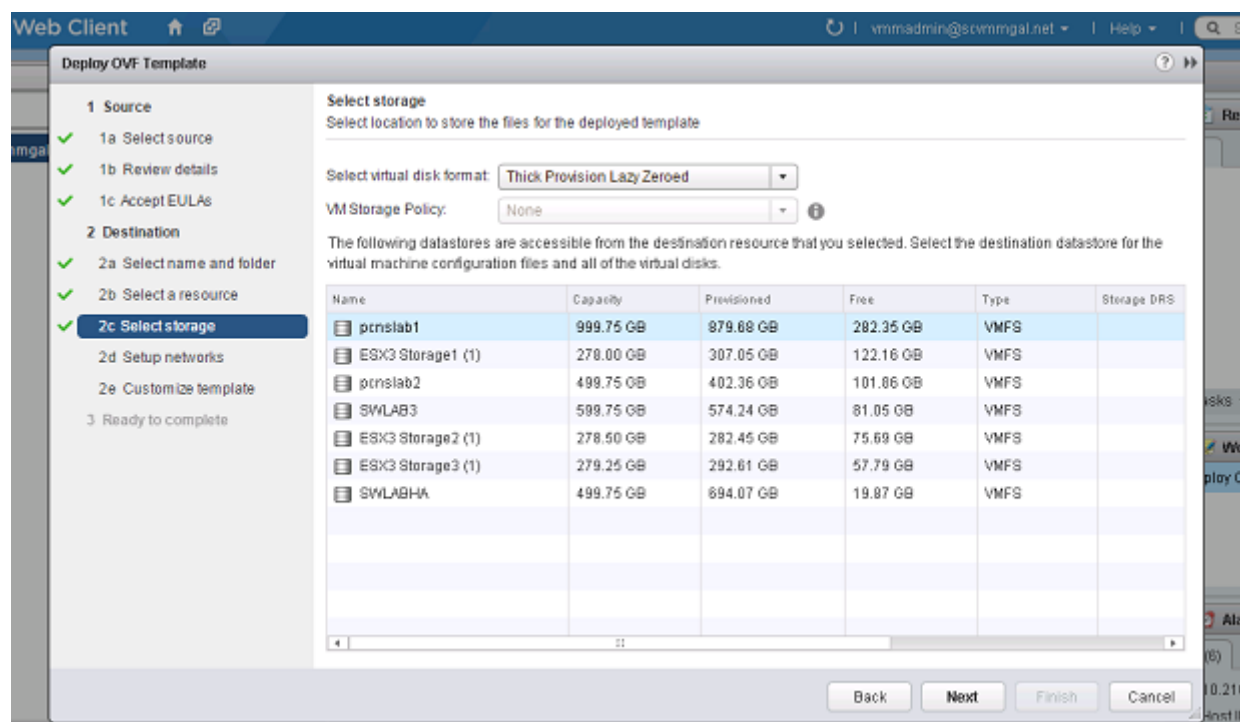 Web Client
vmmadmin@scvmmgal.net
Help
Deploy OVF Template
1 Source
1a Select source
1b Review details
1c Accept EULAs
2 Destination
2a Select name and folder
2b Select a resource
2c Select storage
2d Setup networks
2e Customize template
3 Ready to complete
Select storage
Select location to store the files for the deployed template
Select virtual disk format: Thick Provision Lazy Zeroed
VM Storage Policy: None
The following datastores are accessible from the destination resource that you selected. Select the destination datastore for the
virtual machine configuration files and all of the virtual disks.
Name Capacity Provisioned Free Type Storage DRS
pcnslab1 999.75 GB 879.68 GB 282.35 GB VMFS
ESX3 Storage1 (1) 278.00 GB 307.05 GB 122.16 GB VMFS
pcnslab2 499.75 GB 402.36 GB 101.86 GB VMFS
SWLAB3 599.75 GB 574.24 GB 81.05 GB VMFS
ESX3 Storage2 (1) 278.50 GB 282.45 GB 75.69 GB VMFS
ESX3 Storage3 (1) 279.25 GB 292.61 GB 57.79 GB VMFS
SWLABHA 499.75 GB 694.07 GB 19.87 GB VMFS
Back Next Finish Cancel
(6)